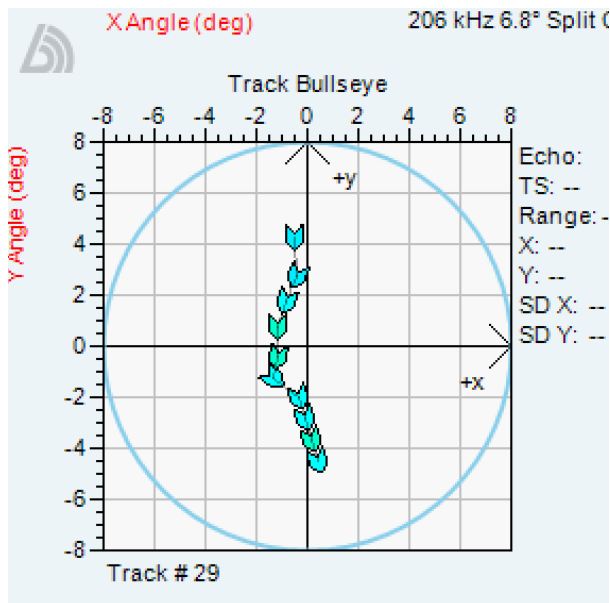 X Angle (deg)
206 kHz 6.8° Split
Track Bullseye
-8 -6 -4 -2 0 2 4 6 8
Y Angle (deg)
8
6
4
2
0
-2
-4
-6
-8
+y
+x
Echo:
TS: --
Range: -
X: --
Y: --
SD X: --
SD Y: --
Track # 29